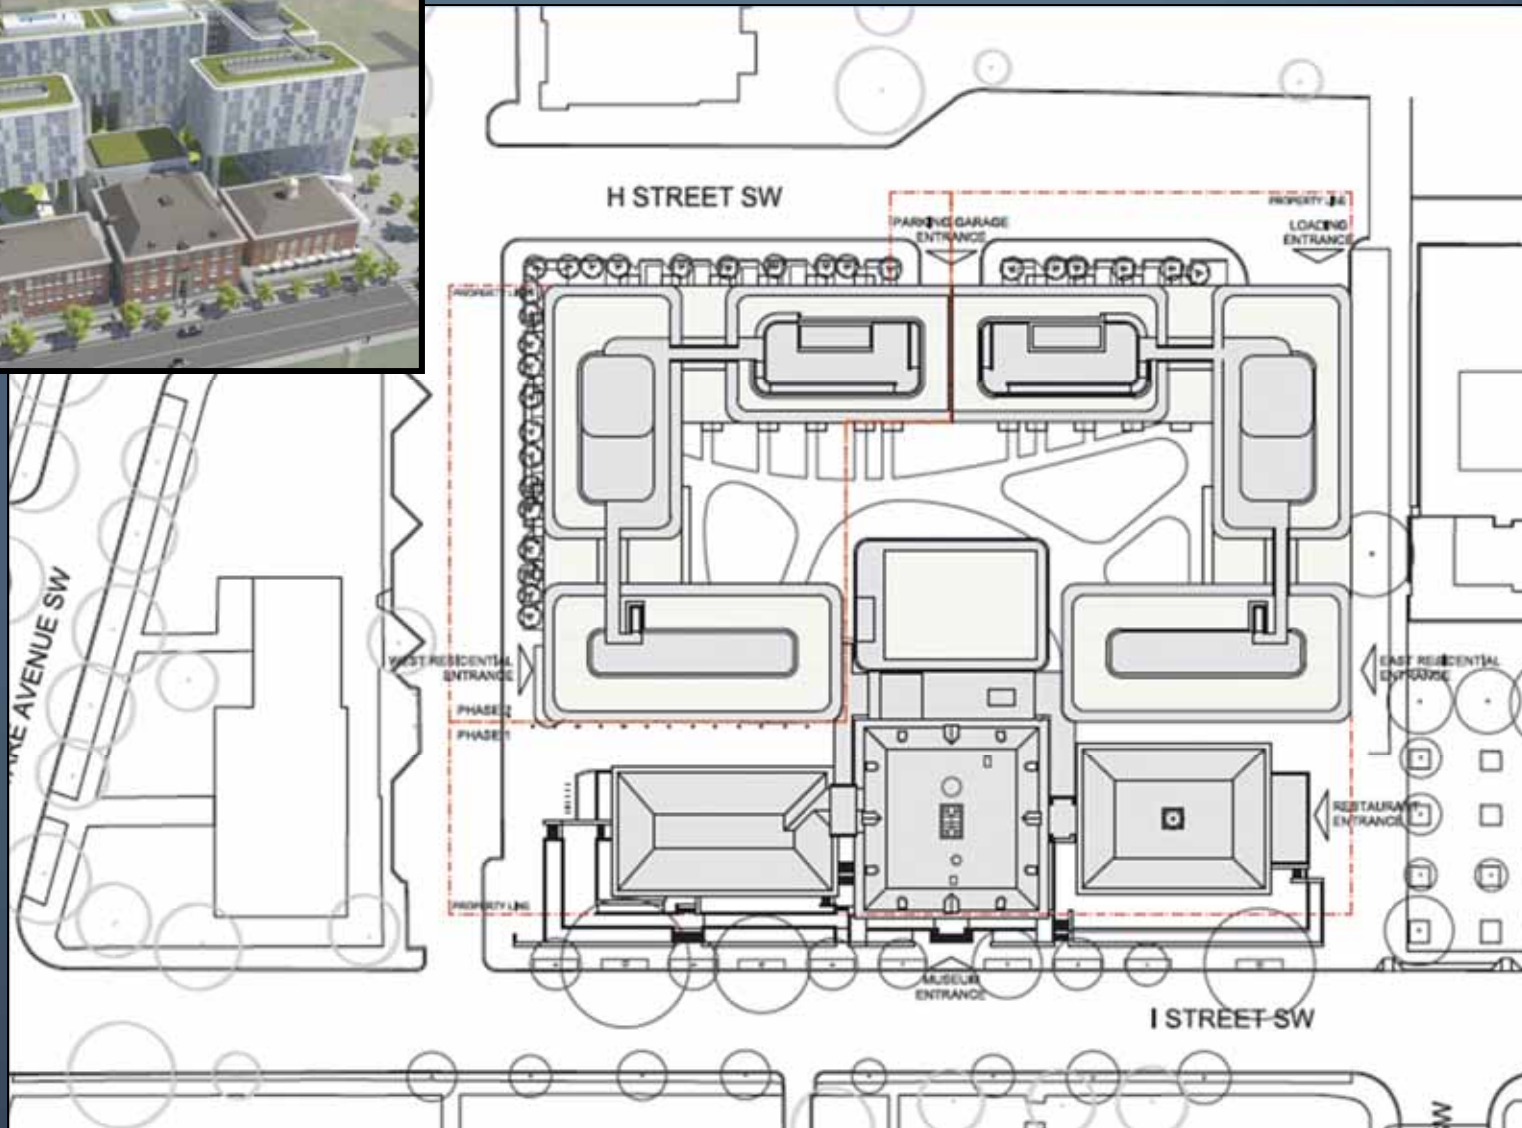 H STREET SW
PROPERTY LINE
PARKING GARAGE
ENTRANCE
LOADING
ENTRANCE
PROPERTY LINE
WEST RESIDENTIAL
ENTRANCE
EAST RESIDENTIAL
ENTRANCE
PHASE 2
PHASE 1
RESTAURANT
ENTRANCE
PROPERTY LINE
MUSEUM
ENTRANCE
I STREET SW
AVENUE SW
SW